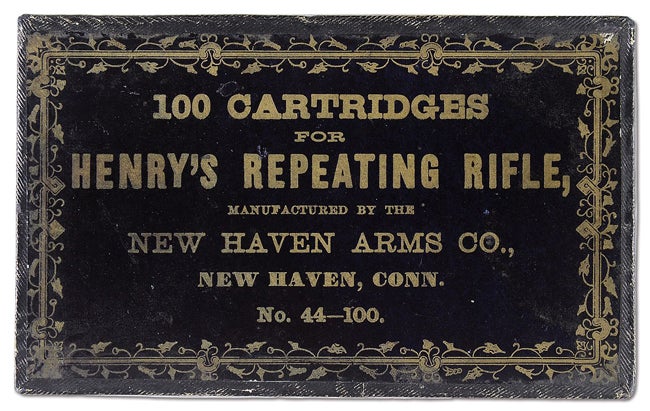 100 CARTRIDGES
FOR
HENRY'S REPEATING RIFLE,
MANUFACTURED BY THE
NEW HAVEN ARMS CO.,
NEW HAVEN, CONN.
No. 44—100.